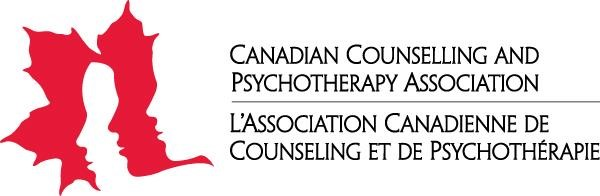 CANADIAN COUNSELLING AND
PSYCHOTHERAPY ASSOCIATION
L'ASSOCIATION CANADIENNE DE
COUNSELING ET DE PSYCHOTHÉRAPIE